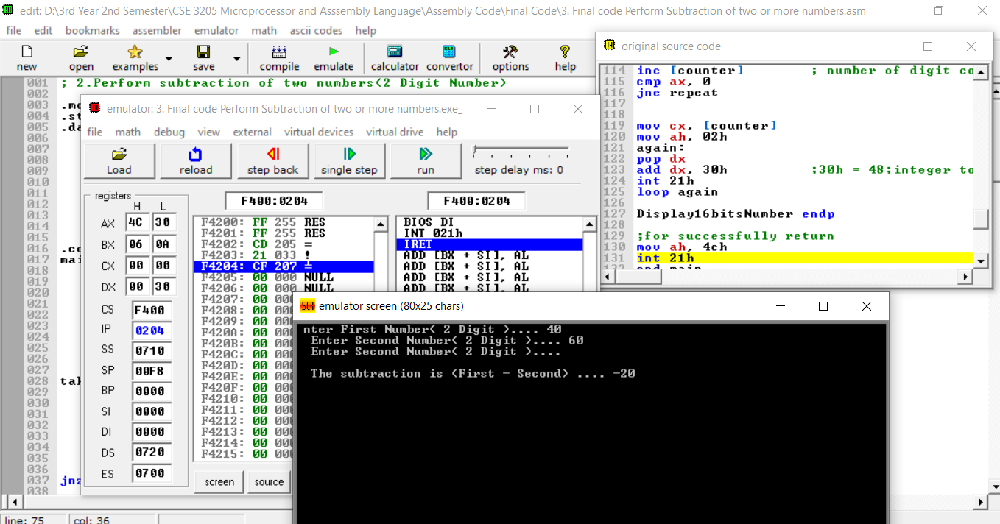 edit: D:\3rd Year 2nd Semester\CSE 3205 Microprocessor and Asssembly Language\Assembly Code\Final Code\3. Final code Perform Subtraction of two or more numbers.asm
file edit bookmarks assembler emulator math ascii codes help
new open examples save compile emulate calculator convertor options help
001 ; 2.Perform subtraction of two numbers(2 Digit Number)
002
003 .mo
004 .st
005 .da
006
007
008
009
010
011
012
013
014
015 .co
016
017 mai
018
019
020
021
022
023
024
025
026
027
028 tak
029
030
031
032
033
034
035
036
037 jnz
038
line: 75 col: 36
emulator: 3. Final code Perform Subtraction of two or more numbers.exe_
file math debug view external virtual devices virtual drive help
Load reload step back single step run step delay ms: 0
registers
H L
AX 4C 30
BX 06 0A
CX 00 00
DX 00 30
CS F400
IP 0204
SS 0710
SP 00F8
BP 0000
SI 0000
DI 0000
DS 0720
ES 0700
F400:0204 F400:0204
F4200: FF 255 RES
F4201: FF 255 RES
F4202: CD 205 =
F4203: 21 033 !
F4204: CF 207 ╧
F4205: 00 000 NULL
F4206: 00 000 NULL
F4207: 00 000
F4208: 00 000
F4209: 00 000
F420A: 00 000
F420B: 00 000
F420C: 00 000
F420D: 00 000
F420E: 00 000
F420F: 00 000
F4210: 00 000
F4211: 00 000
F4212: 00 000
F4213: 00 000
F4214: 00 000
F4215: 00 000
BIOS DI
INT 021h
IRET
ADD [BX + SI], AL
ADD [BX + SI], AL
ADD [BX + SI], AL
ADD [BX + SI], AL
screen source
original source code
114 inc [counter] ; number of digit co
115 cmp ax, 0
116 jne repeat
117
118
119 mov cx, [counter]
120 mov ah, 02h
121 again:
122 pop dx
123 add dx, 30h ;30h = 48;integer to
124 int 21h
125 loop again
126
127 Display16bitsNumber endp
128
129 ;for successfully return
130 mov ah, 4ch
131 int 21h
132 end main
emulator screen (80x25 chars)
nter First Number( 2 Digit ).... 40
Enter Second Number( 2 Digit ).... 60
Enter Second Number( 2 Digit )....
The subtraction is (First - Second) .... -20